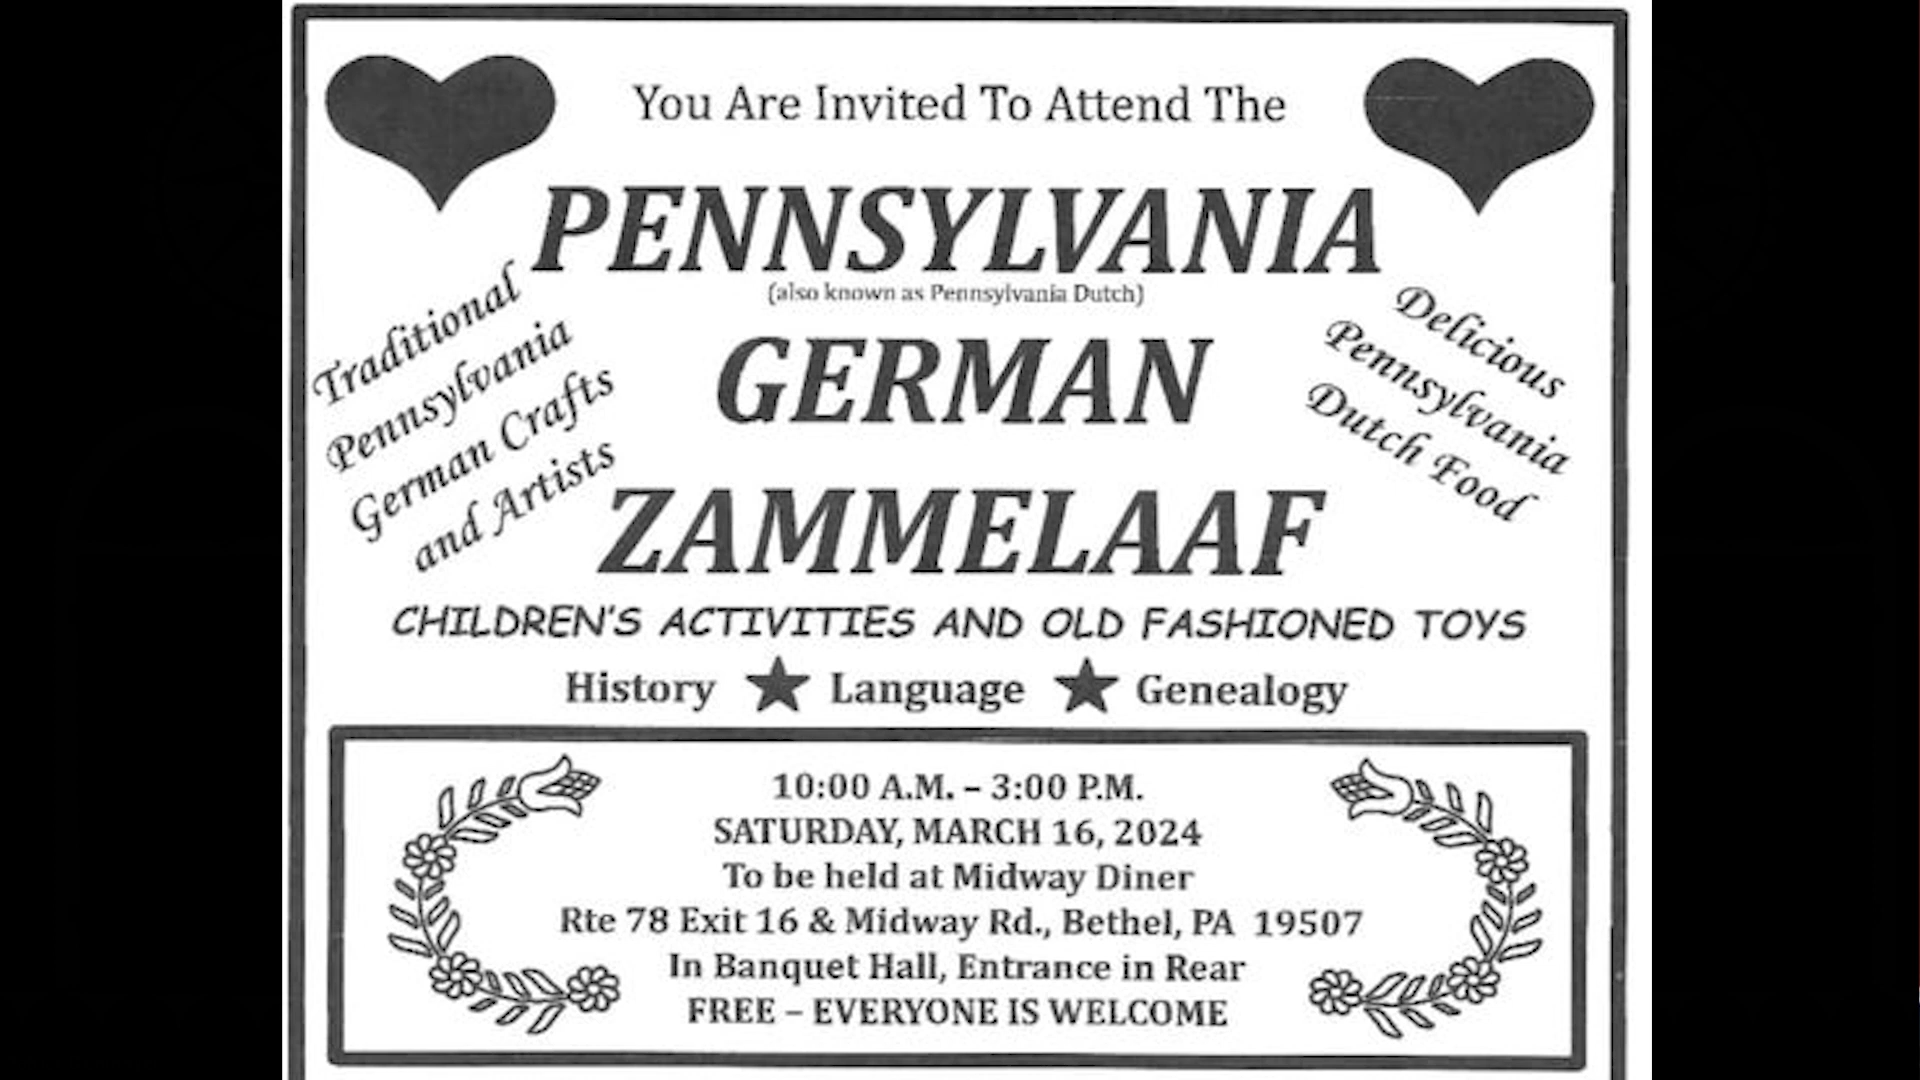 You Are Invited To Attend The
PENNSYLVANIA
(also known as Pennsylvania Dutch)
GERMAN
ZAMMELAAF
Traditional
Pennsylvania
German Crafts
and Artists
Delicious
Pennsylvania
Dutch Food
CHILDREN'S ACTIVITIES AND OLD FASHIONED TOYS
History ★ Language ★ Genealogy
10:00 A.M. – 3:00 P.M.
SATURDAY, MARCH 16, 2024
To be held at Midway Diner
Rte 78 Exit 16 & Midway Rd., Bethel, PA 19507
In Banquet Hall, Entrance in Rear
FREE – EVERYONE IS WELCOME